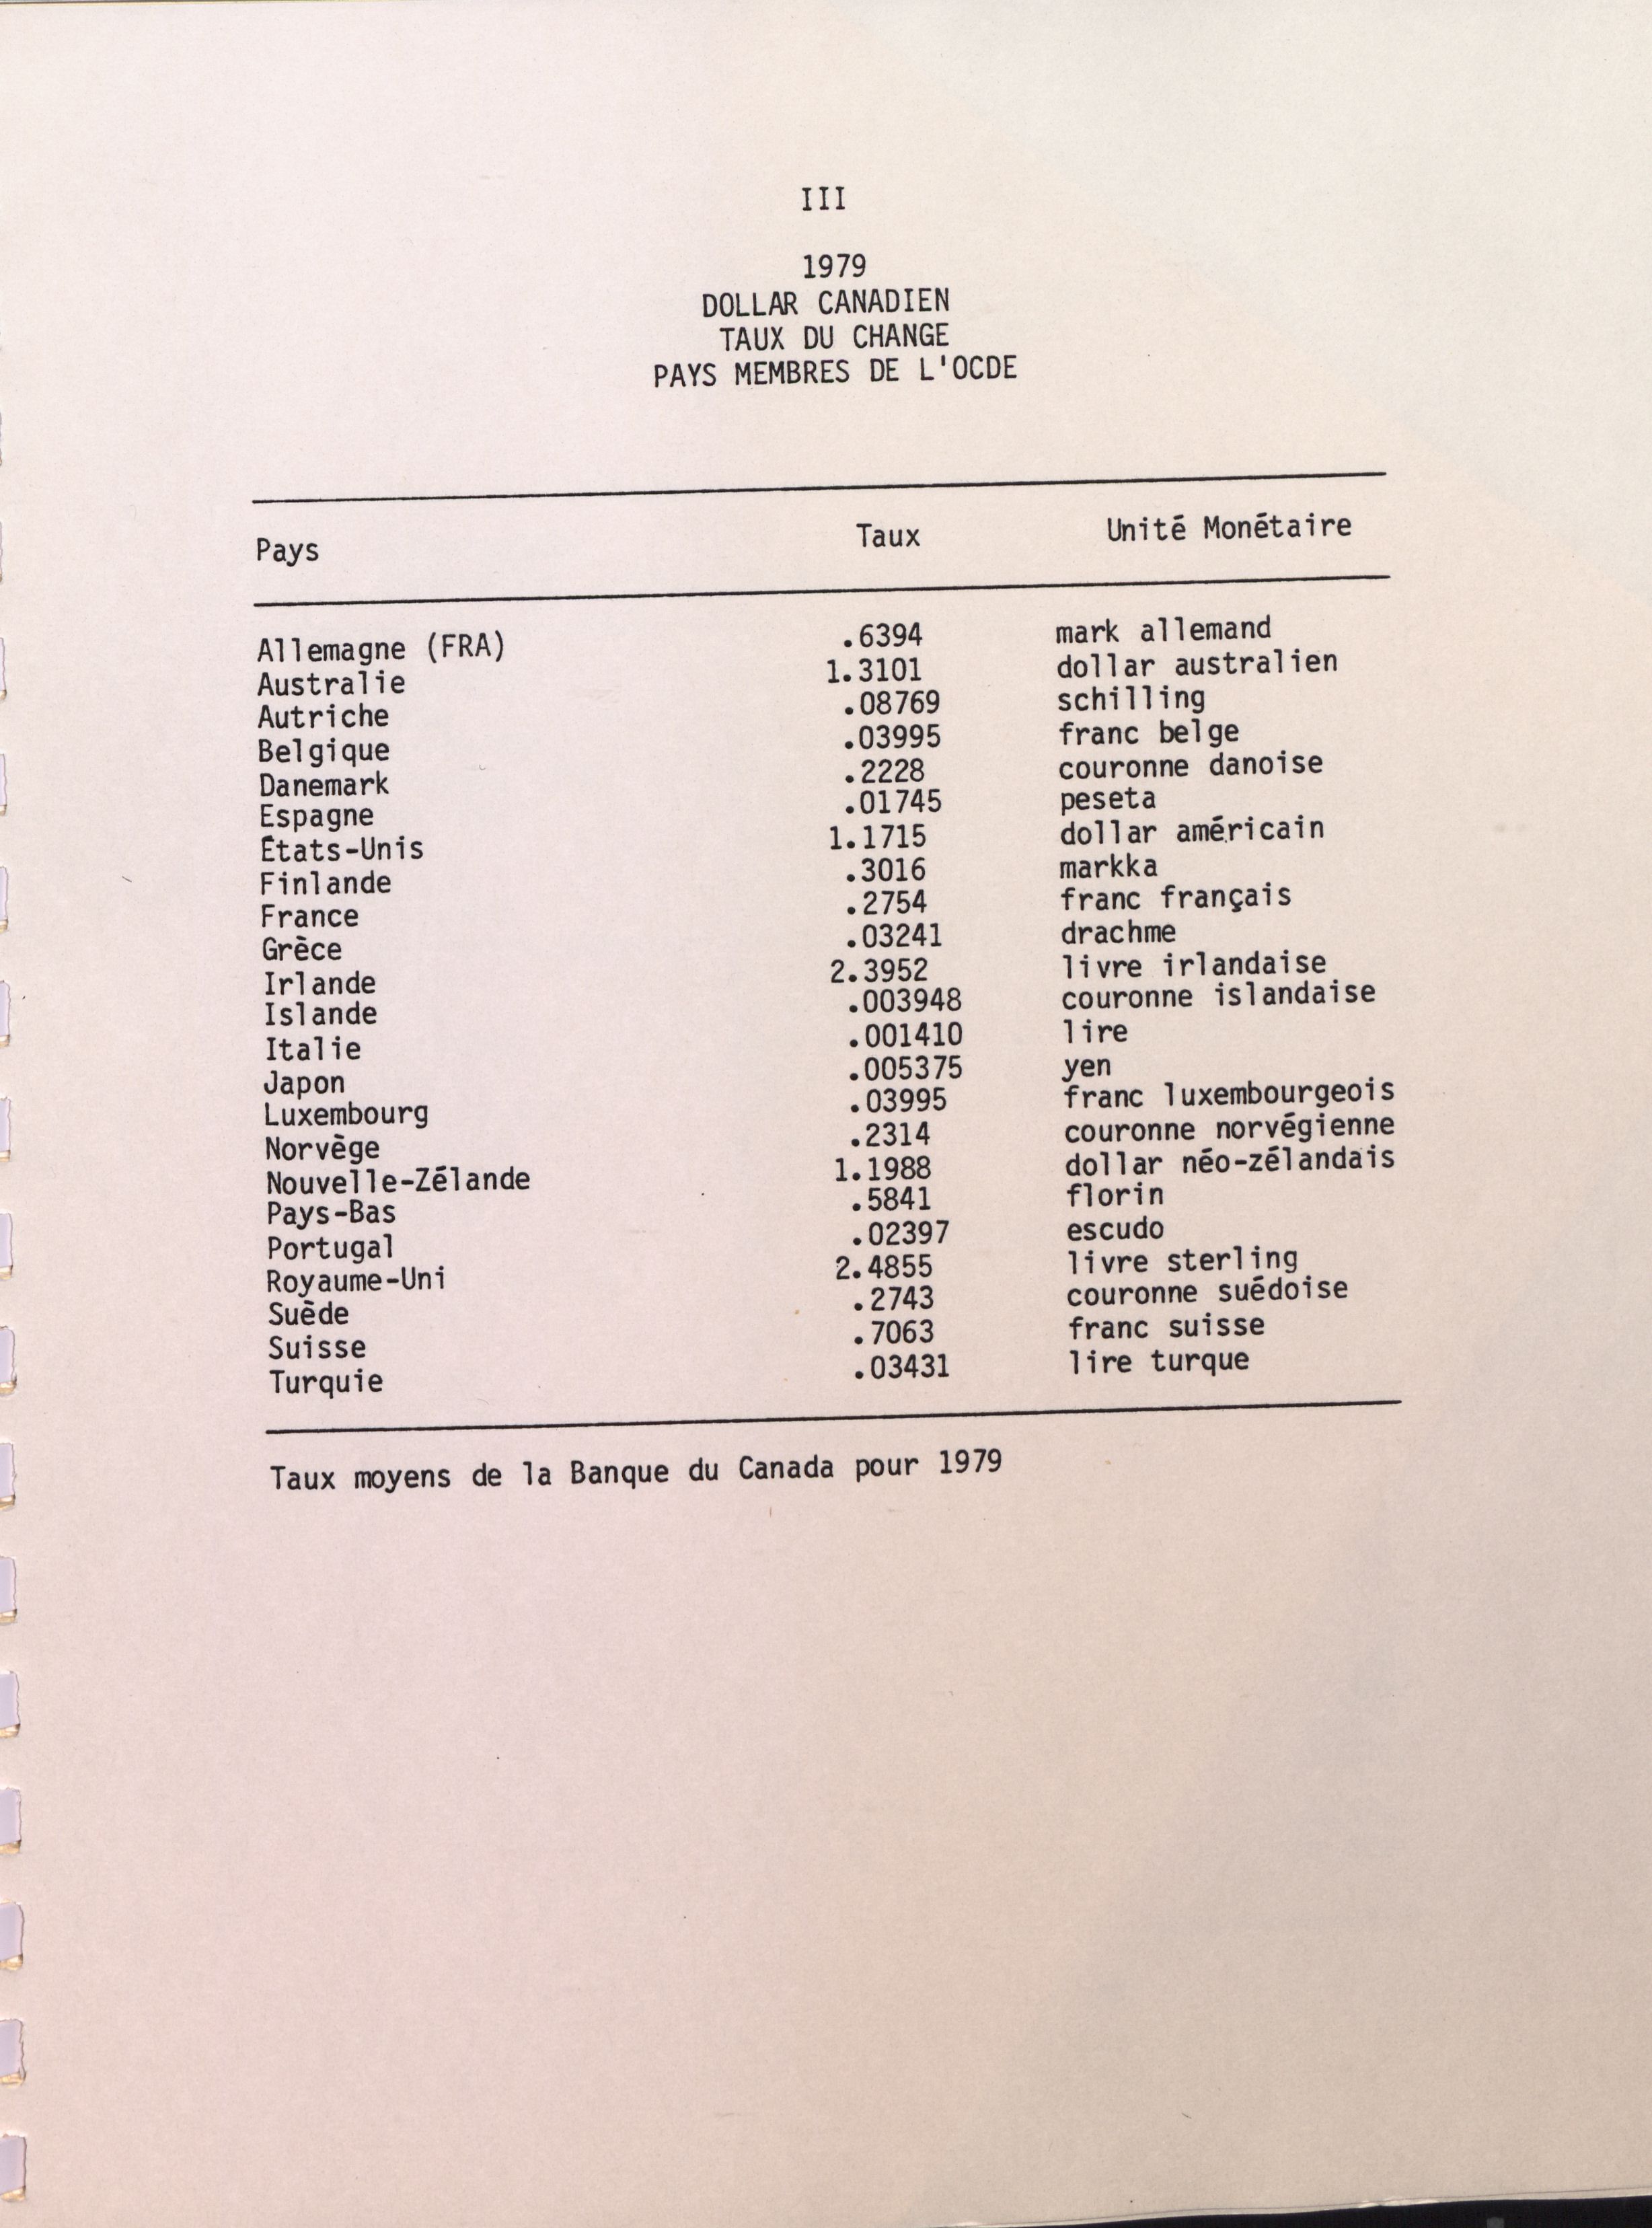 III
1979
DOLLAR CANADIEN
TAUX DU CHANGE
PAYS MEMBRES DE L'OCDE
Pays Taux Unité Monétaire
Allemagne (FRA) .6394 mark allemand
Australie 1.3101 dollar australien
Autriche .08769 schilling
Belgique .03995 franc belge
Danemark .2228 couronne danoise
Espagne .01745 peseta
États-Unis 1.1715 dollar américain
Finlande .3016 markka
France .2754 franc français
Grèce .03241 drachme
Irlande 2.3952 livre irlandaise
Islande .003948 couronne islandaise
Italie .001410 lire
Japon .005375 yen
Luxembourg .03995 franc luxembourgeois
Norvège .2314 couronne norvégienne
Nouvelle-Zélande 1.1988 dollar néo-zélandais
Pays-Bas .5841 florin
Portugal .02397 escudo
Royaume-Uni 2.4855 livre sterling
Suède .2743 couronne suédoise
Suisse .7063 franc suisse
Turquie .03431 lire turque
Taux moyens de la Banque du Canada pour 1979